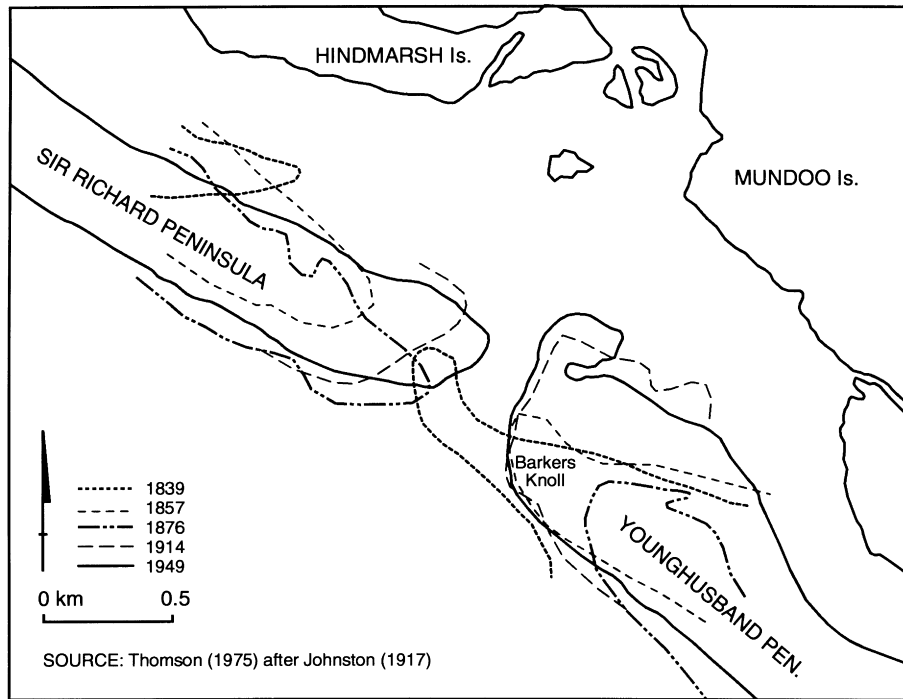 HINDMARSH Is.
MUNDOO Is.
SIR RICHARD PENINSULA
Barkers
Knoll
YOUNGHUSBAND PEN.
1839
1857
1876
1914
1949
0 km 0.5
SOURCE: Thomson (1975) after Johnston (1917)